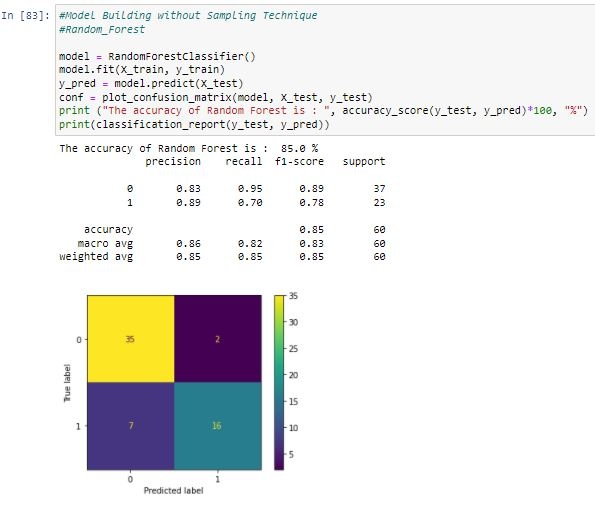 In [83]: #Model Building without Sampling Technique
#Random_Forest
model = RandomForestClassifier()
model.fit(X_train, y_train)
y_pred = model.predict(X_test)
conf = plot_confusion_matrix(model, X_test, y_test)
print ("The accuracy of Random Forest is : ", accuracy_score(y_test, y_pred)*100, "%")
print(classification_report(y_test, y_pred))
The accuracy of Random Forest is :  85.0 %
precision recall f1-score support
0 0.83 0.95 0.89 37
1 0.89 0.70 0.78 23
accuracy 0.85 60
macro avg 0.86 0.82 0.83 60
weighted avg 0.85 0.85 0.85 60
True label
0
1
35 2
7 16
0 1
Predicted label
35
30
25
20
15
10
5